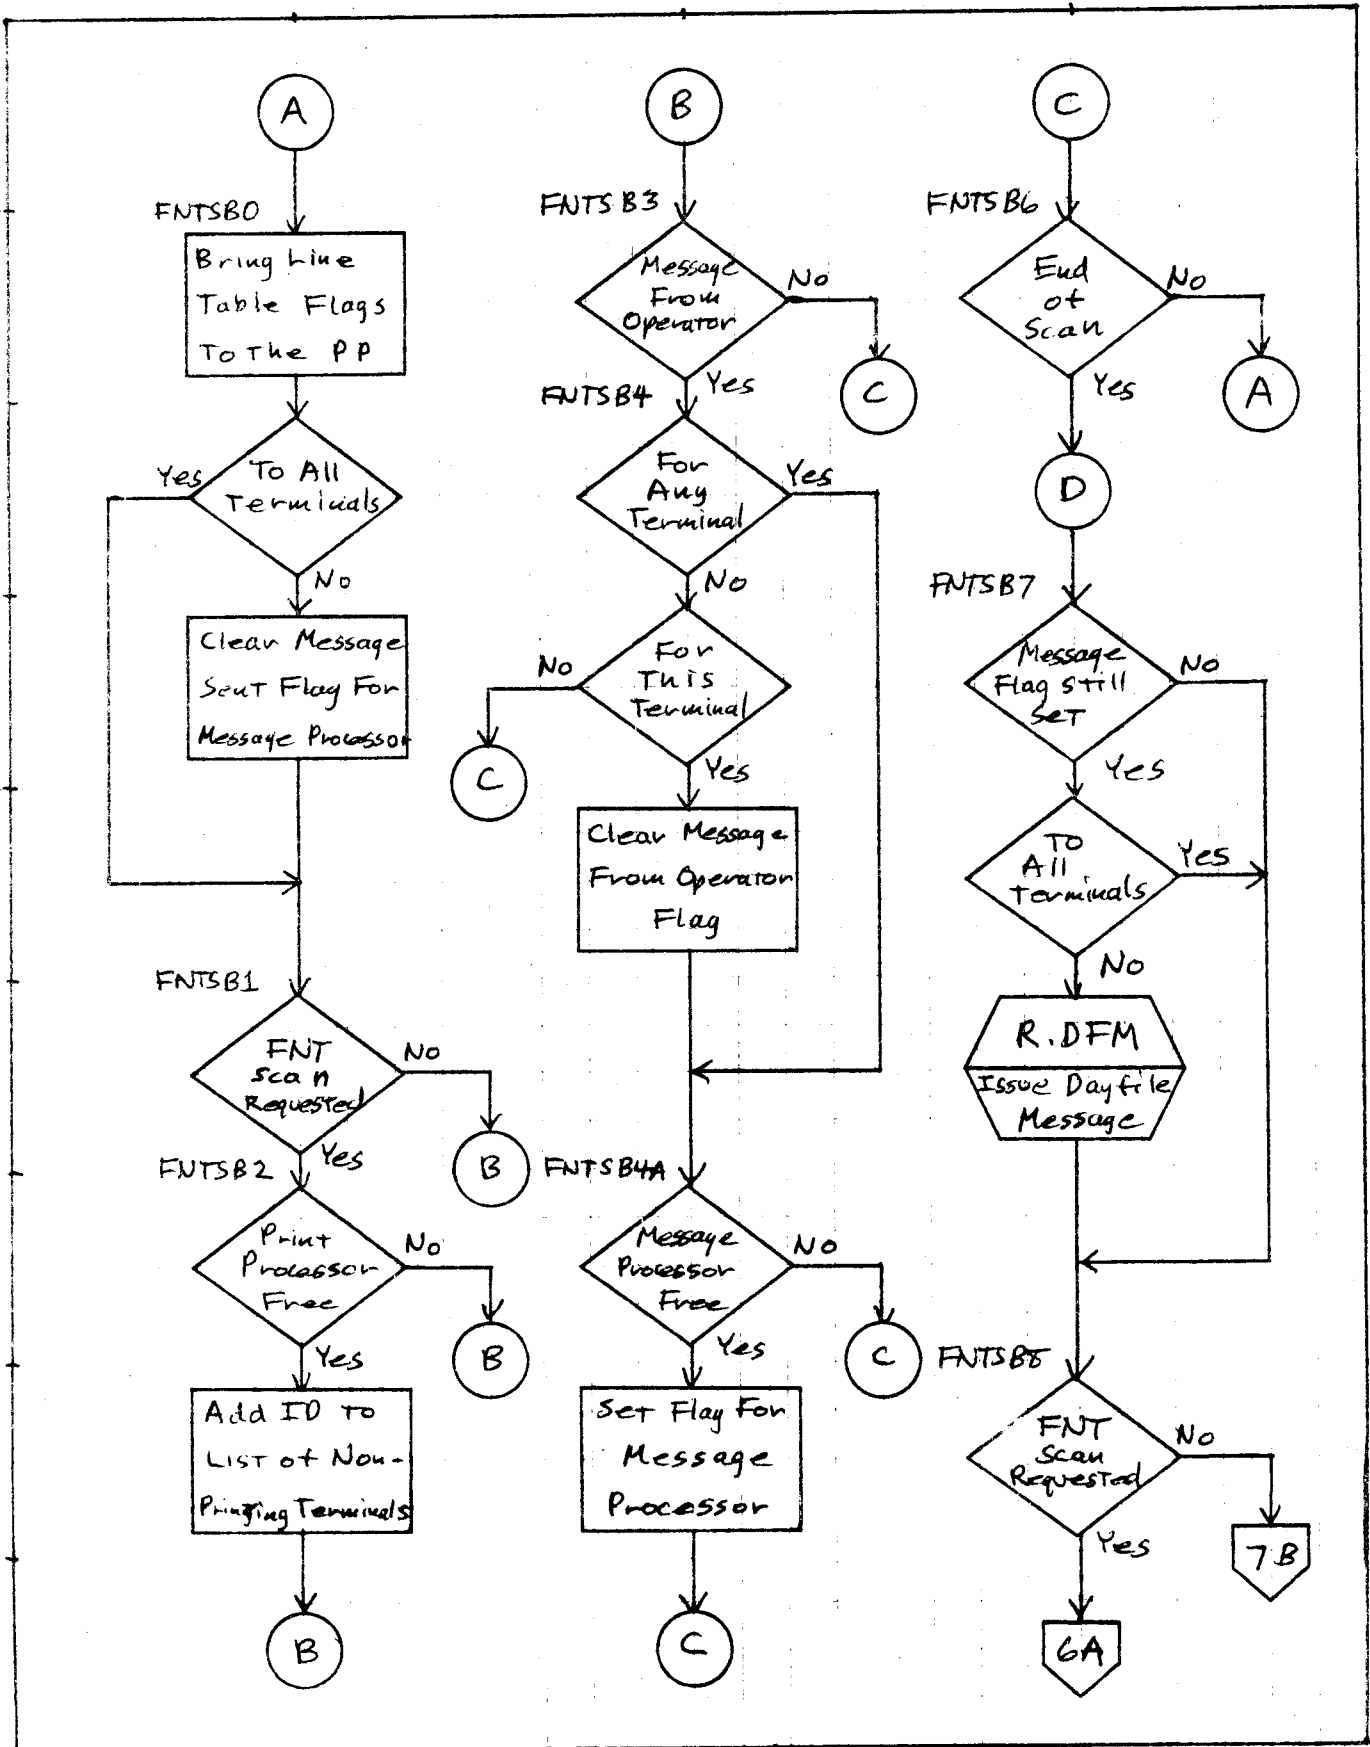 A
FNTSB0
Bring Line
Table Flags
To The PP
Yes
To All
Terminals
No
Clear Message
Sent Flag For
Message Processor
FNTSB1
FNT
Scan
Requested
No
B
Yes
FNTSB2
Print
Processor
Free
No
B
Yes
Add ID To
List of Non-
Printing Terminals
B
B
FNTSB3
Message
From
Operator
No
C
Yes
FNTSB4
For
Any
Terminal
Yes
No
For
This
Terminal
No
C
Yes
Clear Message
From Operator
Flag
FNTSB4A
Message
Processor
Free
No
C
Yes
Set Flag For
Message
Processor
C
C
FNTSB6
End
of
Scan
No
A
Yes
D
FNTSB7
Message
Flag Still
Set
No
Yes
To
All
Terminals
Yes
No
R.DFM
Issue Dayfile
Message
FNTSB8
FNT
Scan
Requested
No
7B
Yes
6A